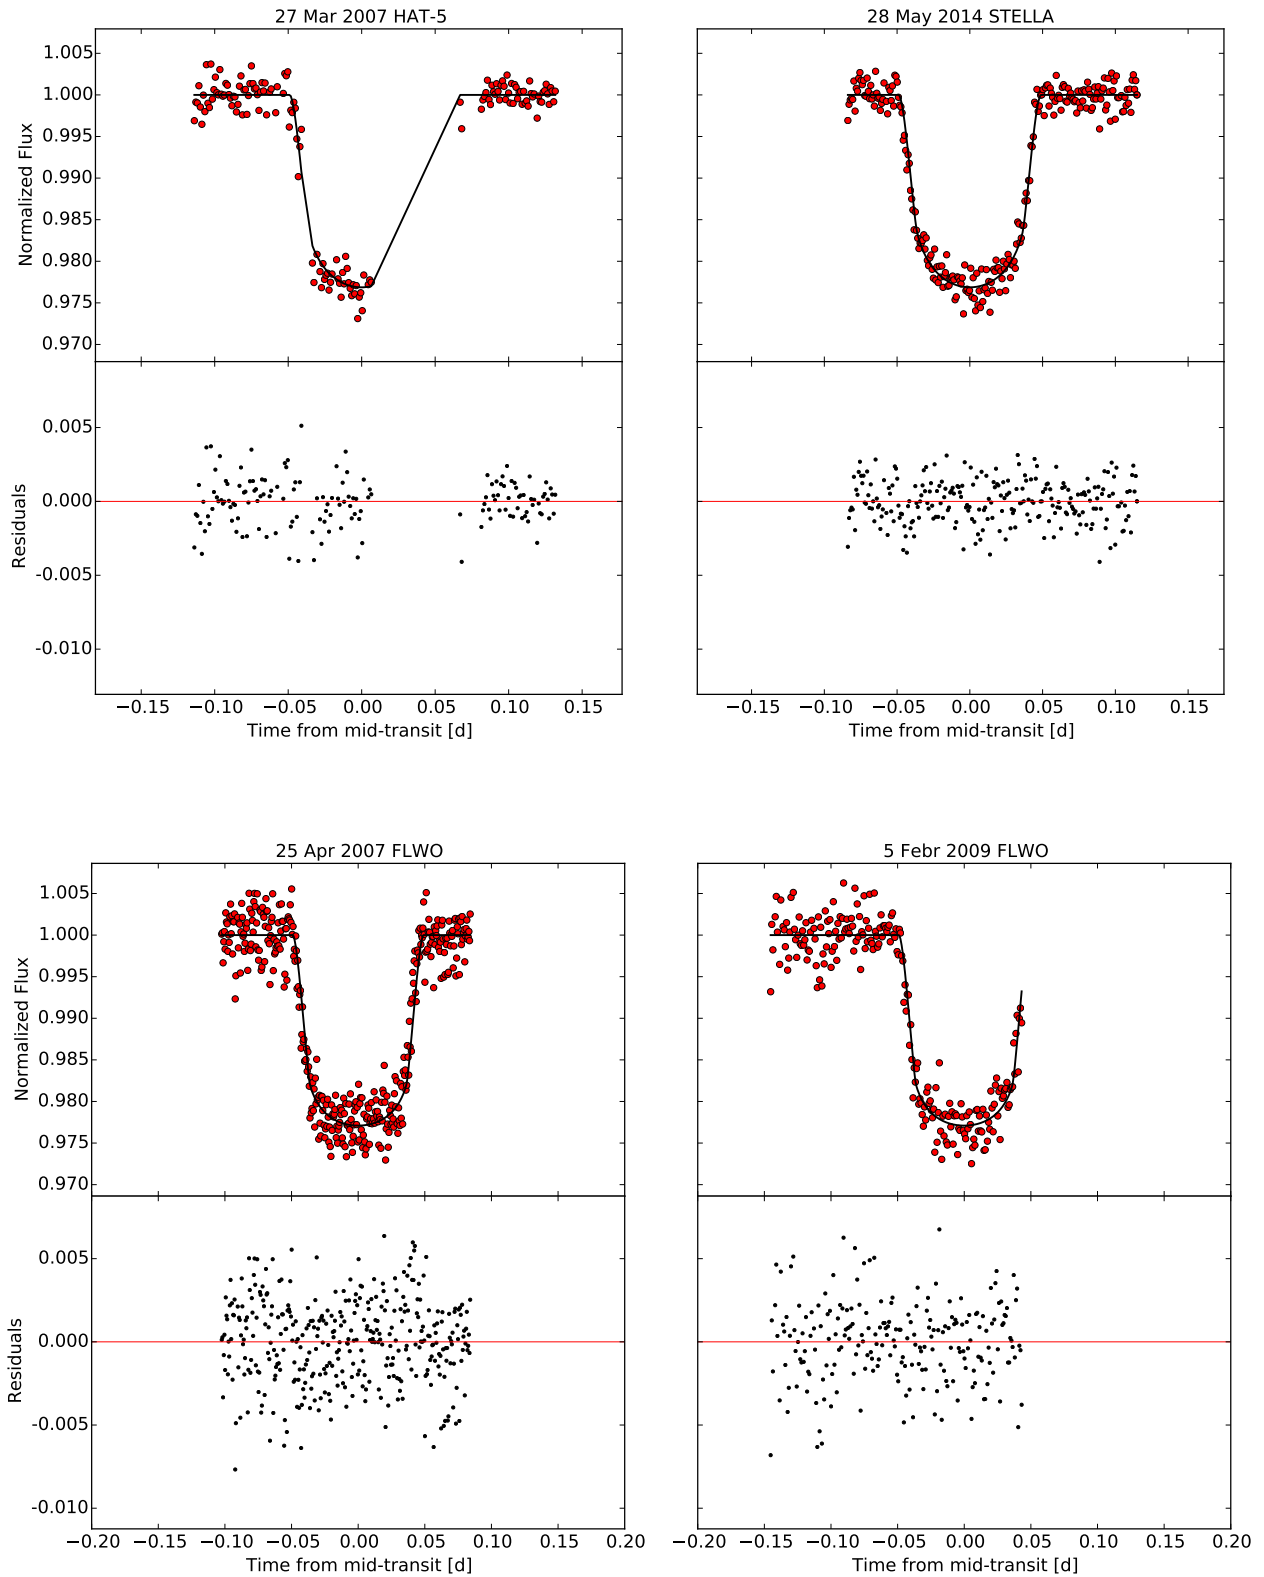 27 Mar 2007 HAT-5
1.005
1.000
0.995
0.990
0.985
0.980
0.975
0.970
Normalized Flux
0.005
0.000
-0.005
-0.010
Residuals
−0.15 −0.10 −0.05 0.00 0.05 0.10 0.15
Time from mid-transit [d]
28 May 2014 STELLA
−0.15 −0.10 −0.05 0.00 0.05 0.10 0.15
Time from mid-transit [d]
25 Apr 2007 FLWO
1.005
1.000
0.995
0.990
0.985
0.980
0.975
0.970
Normalized Flux
0.005
0.000
-0.005
-0.010
Residuals
−0.20 −0.15 −0.10 −0.05 0.00 0.05 0.10 0.15 0.20
Time from mid-transit [d]
5 Febr 2009 FLWO
−0.20 −0.15 −0.10 −0.05 0.00 0.05 0.10 0.15 0.20
Time from mid-transit [d]